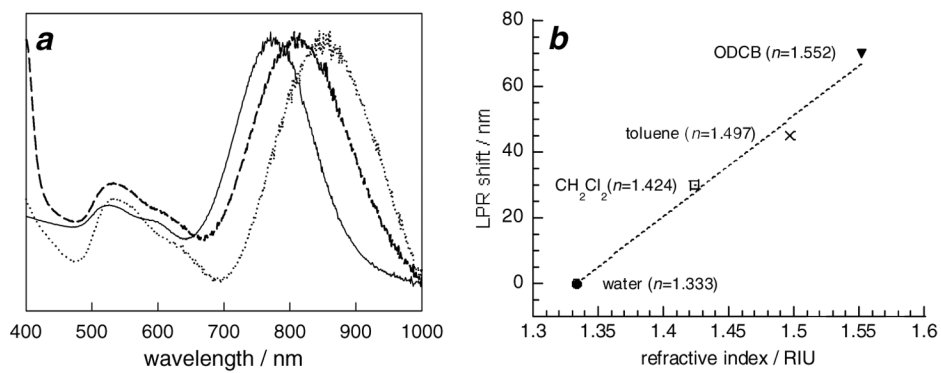 a
400 500 600 700 800 900 1000
wavelength / nm
b
80
60
40
20
0
LPR shift / nm
ODCB (n=1.552)
toluene (n=1.497)
CH2Cl2(n=1.424)
water (n=1.333)
1.3 1.35 1.4 1.45 1.5 1.55 1.6
refractive index / RIU